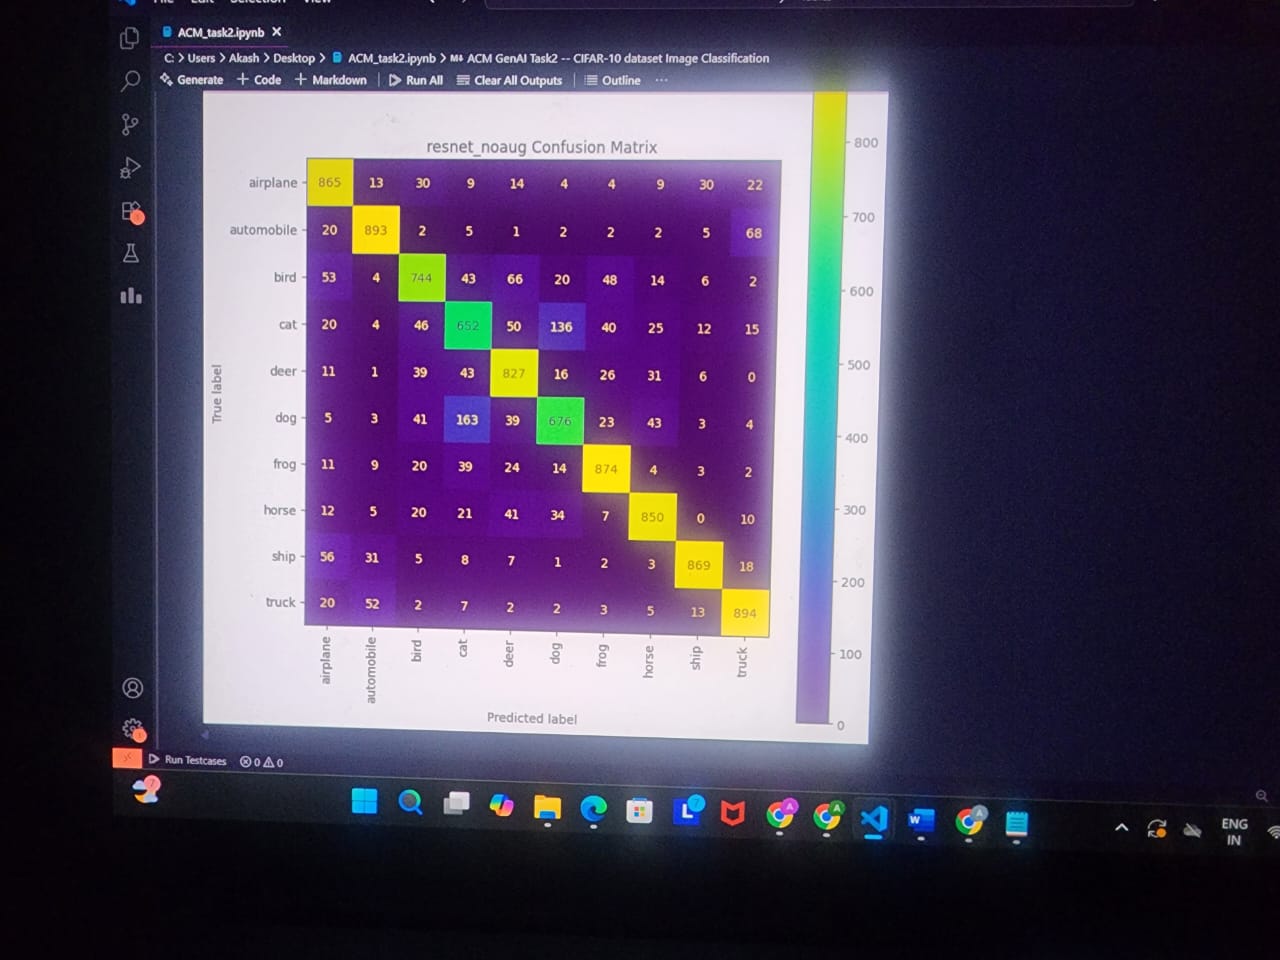 File Edit Selection View
ACM_task2.ipynb
C: > Users > Akash > Desktop > ACM_task2.ipynb > M↓ ACM GenAI Task2 -- CIFAR-10 dataset Image Classification
Generate + Code + Markdown | Run All Clear All Outputs | Outline ...
resnet_noaug Confusion Matrix
airplane 865 13 30 9 14 4 4 9 30 22
automobile 20 893 2 5 1 2 2 2 5 68
bird 53 4 744 43 66 20 48 14 6 2
cat 20 4 46 652 50 136 40 25 12 15
deer 11 1 39 43 827 16 26 31 6 0
dog 5 3 41 163 39 676 23 43 3 4
frog 11 9 20 39 24 14 874 4 3 2
horse 12 5 20 21 41 34 7 850 0 10
ship 56 31 5 8 7 1 2 3 869 18
truck 20 52 2 7 2 2 3 5 13 894
True label
airplane automobile bird cat deer dog frog horse ship truck
Predicted label
800
700
600
500
400
300
200
100
0
Run Testcases 0 0
7
L 7
A A W A
ENG
IN